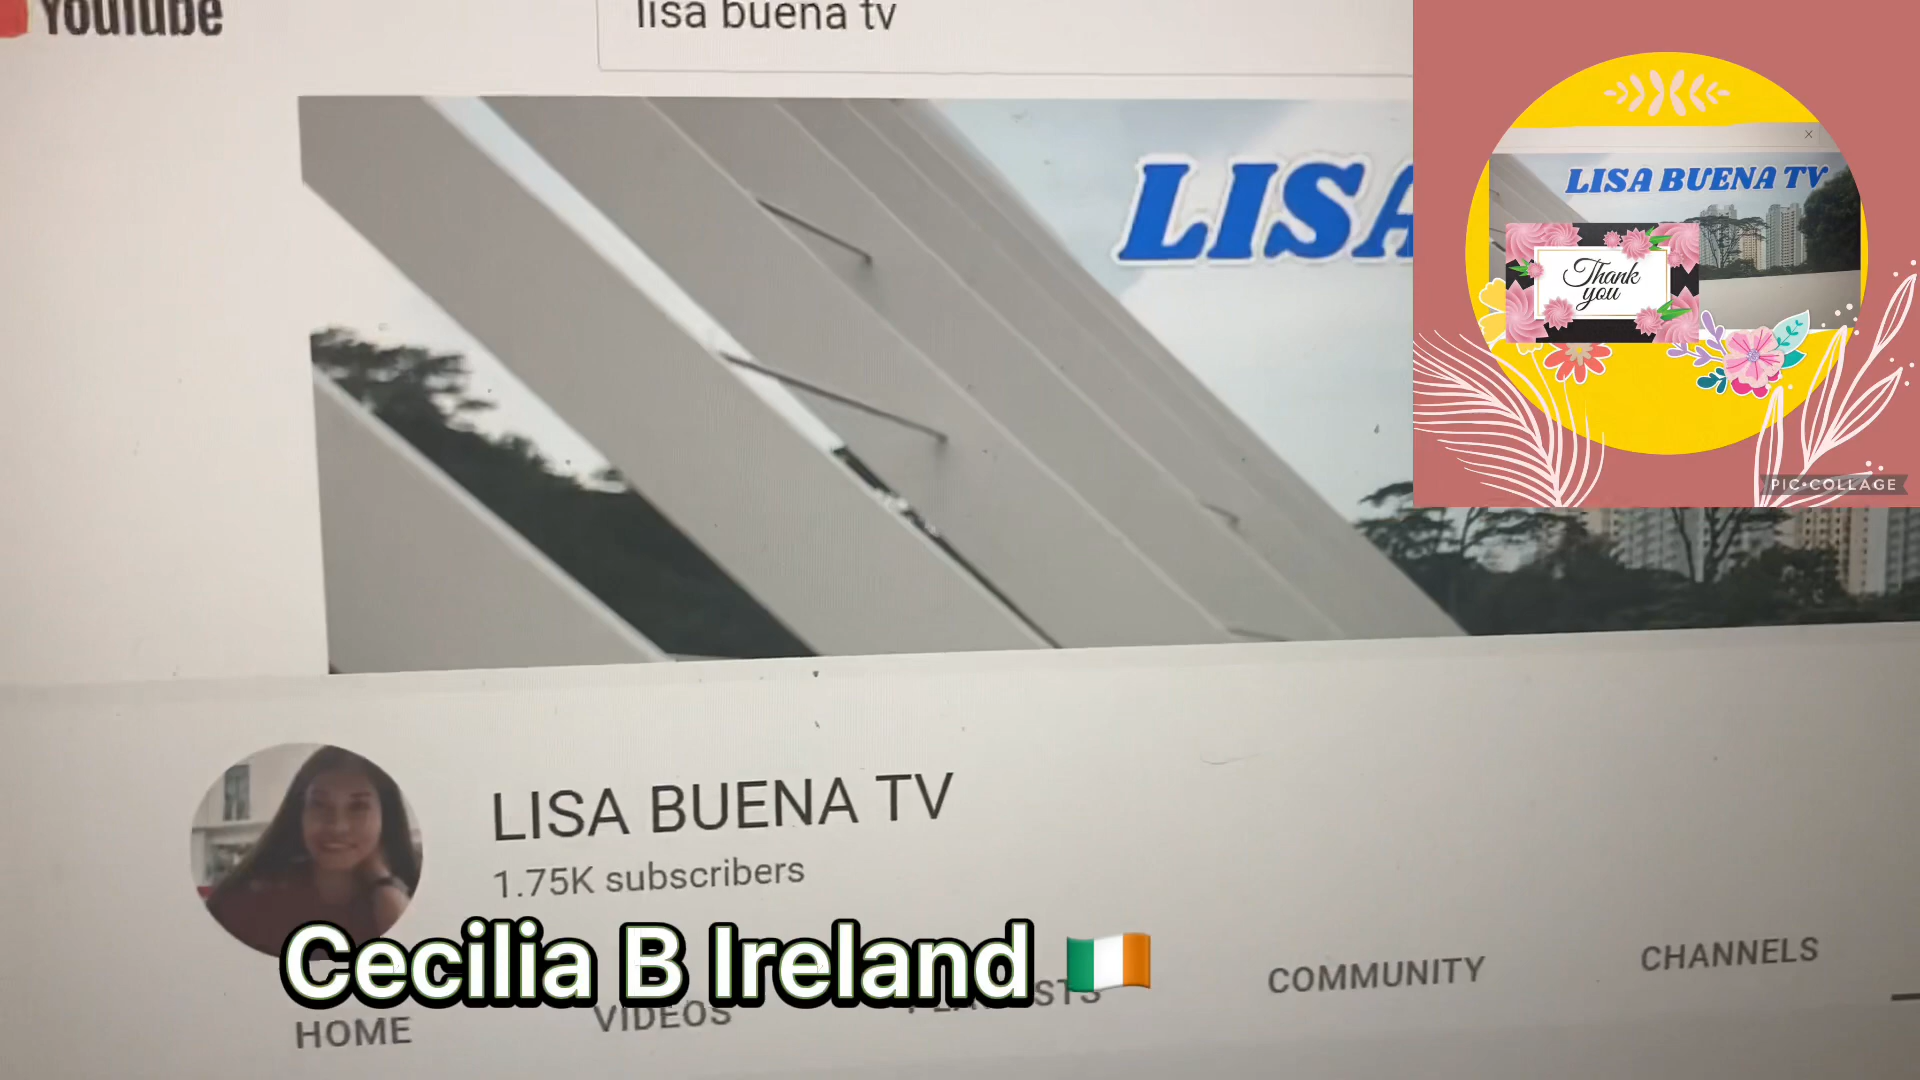 YouTube
lisa buena tv
LISA
LISA BUENA TV
Thank
you
PIC•COLLAGE
LISA BUENA TV
1.75K subscribers
Cecilia B Ireland 🇮🇪
HOME
VIDEOS
PLAYLISTS
COMMUNITY
CHANNELS